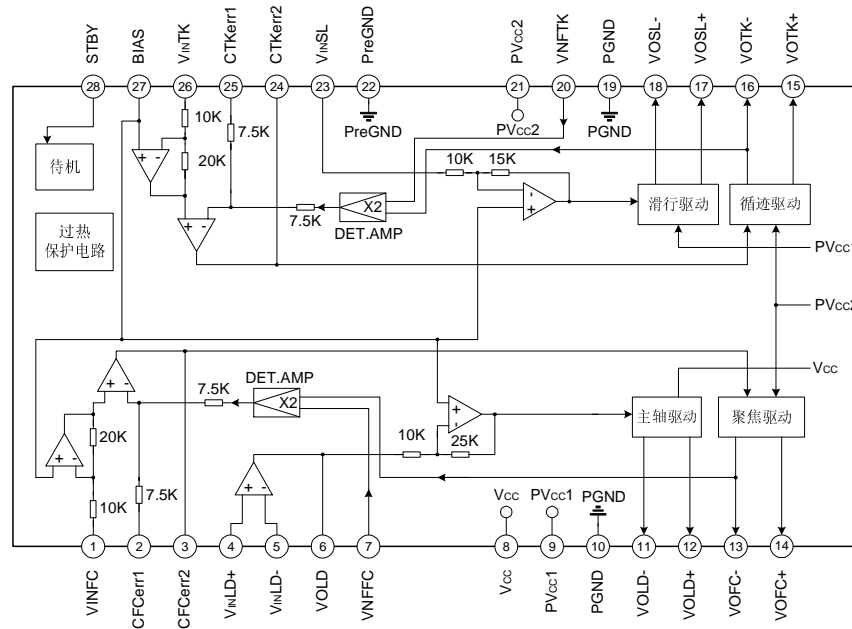 STBY
BIAS
VINTK
CTKerr1
CTKerr2
VINSL
PreGND
PVcc2
VNFTK
PGND
VOSL-
VOSL+
VOTK-
VOTK+
28
27
26
25
24
23
22
21
20
19
18
17
16
15
10K
7.5K
PreGND
PVcc2
PGND
待机
20K
10K
15K
+ -
X2
7.5K
DET.AMP
-
+
滑行驱动
循迹驱动
+ -
过热
保护电路
PVcc1
PVcc2
+ -
DET.AMP
Vcc
7.5K
X2
+
-
主轴驱动
聚焦驱动
20K
10K
25K
+ -
10K
7.5K
+ -
Vcc
PVcc1
PGND
1
2
3
4
5
6
7
8
9
10
11
12
13
14
VINFC
CFCerr1
CFCerr2
VINLD+
VINLD-
VOLD
VNFFC
Vcc
PVcc1
PGND
VOLD-
VOLD+
VOFC-
VOFC+